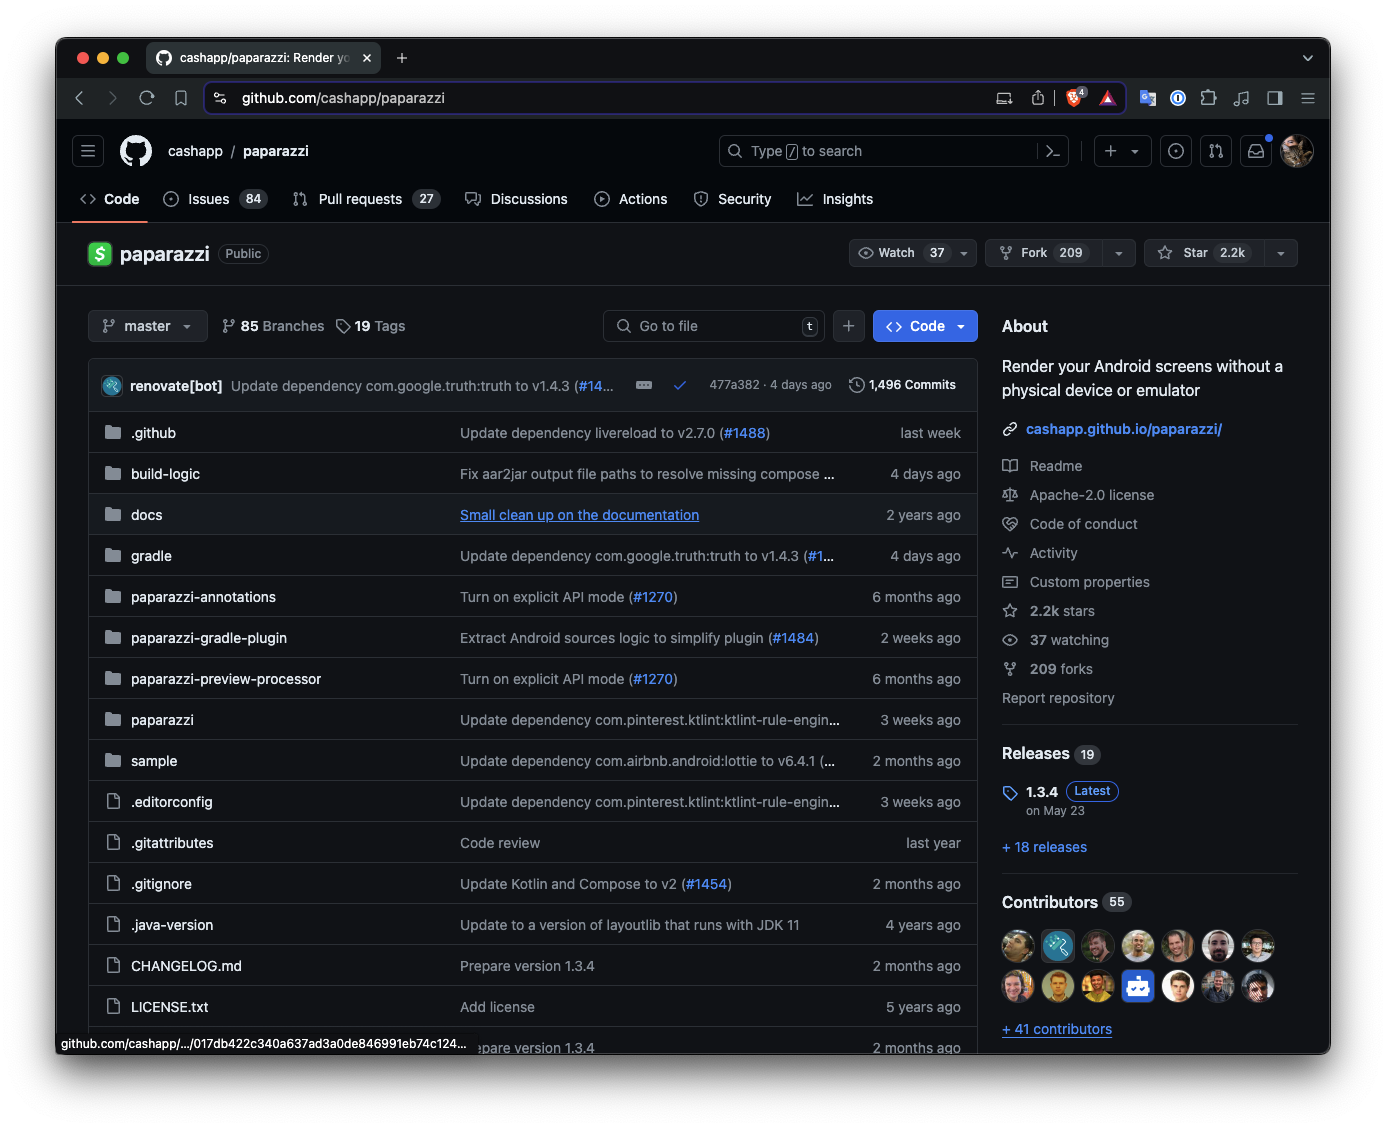 cashapp/paparazzi: Render yo
github.com/cashapp/paparazzi
4
cashapp / paparazzi
Type / to search
Code
Issues 84
Pull requests 27
Discussions
Actions
Security
Insights
paparazzi Public
Watch 37
Fork 209
Star 2.2k
master
85 Branches
19 Tags
Go to file t
Code
renovate[bot] Update dependency com.google.truth:truth to v1.4.3 (#14... 477a382 · 4 days ago 1,496 Commits
.github Update dependency livereload to v2.7.0 (#1488) last week
build-logic Fix aar2jar output file paths to resolve missing compose ... 4 days ago
docs Small clean up on the documentation 2 years ago
gradle Update dependency com.google.truth:truth to v1.4.3 (#1... 4 days ago
paparazzi-annotations Turn on explicit API mode (#1270) 6 months ago
paparazzi-gradle-plugin Extract Android sources logic to simplify plugin (#1484) 2 weeks ago
paparazzi-preview-processor Turn on explicit API mode (#1270) 6 months ago
paparazzi Update dependency com.pinterest.ktlint:ktlint-rule-engin... 3 weeks ago
sample Update dependency com.airbnb.android:lottie to v6.4.1 (... 2 months ago
.editorconfig Update dependency com.pinterest.ktlint:ktlint-rule-engin... 3 weeks ago
.gitattributes Code review last year
.gitignore Update Kotlin and Compose to v2 (#1454) 2 months ago
.java-version Update to a version of layoutlib that runs with JDK 11 4 years ago
CHANGELOG.md Prepare version 1.3.4 2 months ago
LICENSE.txt Add license 5 years ago
epare version 1.3.4 2 months ago
github.com/cashapp/.../017db422c340a637ad3a0de846991eb74c124...
About
Render your Android screens without a
physical device or emulator
cashapp.github.io/paparazzi/
Readme
Apache-2.0 license
Code of conduct
Activity
Custom properties
2.2k stars
37 watching
209 forks
Report repository
Releases 19
1.3.4 Latest
on May 23
+ 18 releases
Contributors 55
+ 41 contributors